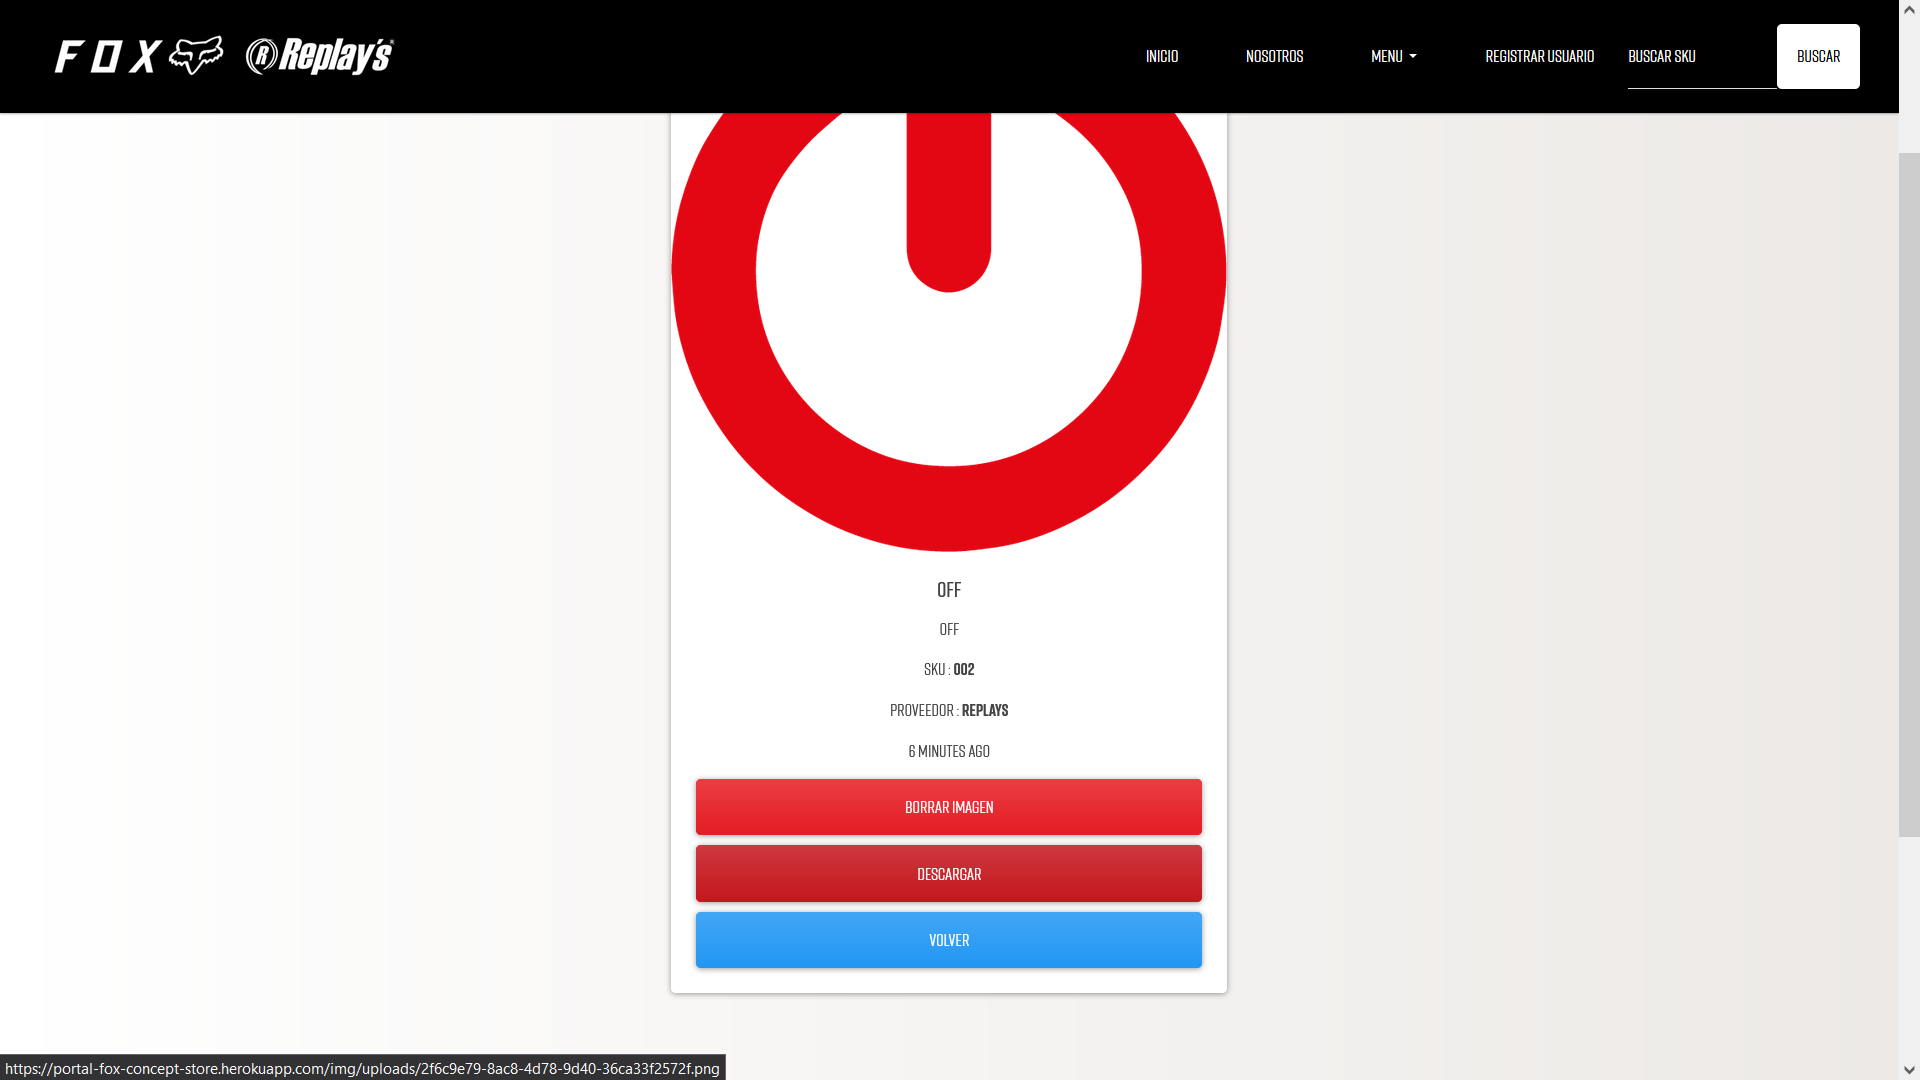 FOX Replay's
INICIO
NOSOTROS
MENU
REGISTRAR USUARIO
BUSCAR SKU
BUSCAR
OFF
OFF
SKU : 002
PROVEEDOR : REPLAYS
6 MINUTES AGO
BORRAR IMAGEN
DESCARGAR
VOLVER
https://portal-fox-concept-store.herokuapp.com/img/uploads/2f6c9e79-8ac8-4d78-9d40-36ca33f2572f.png